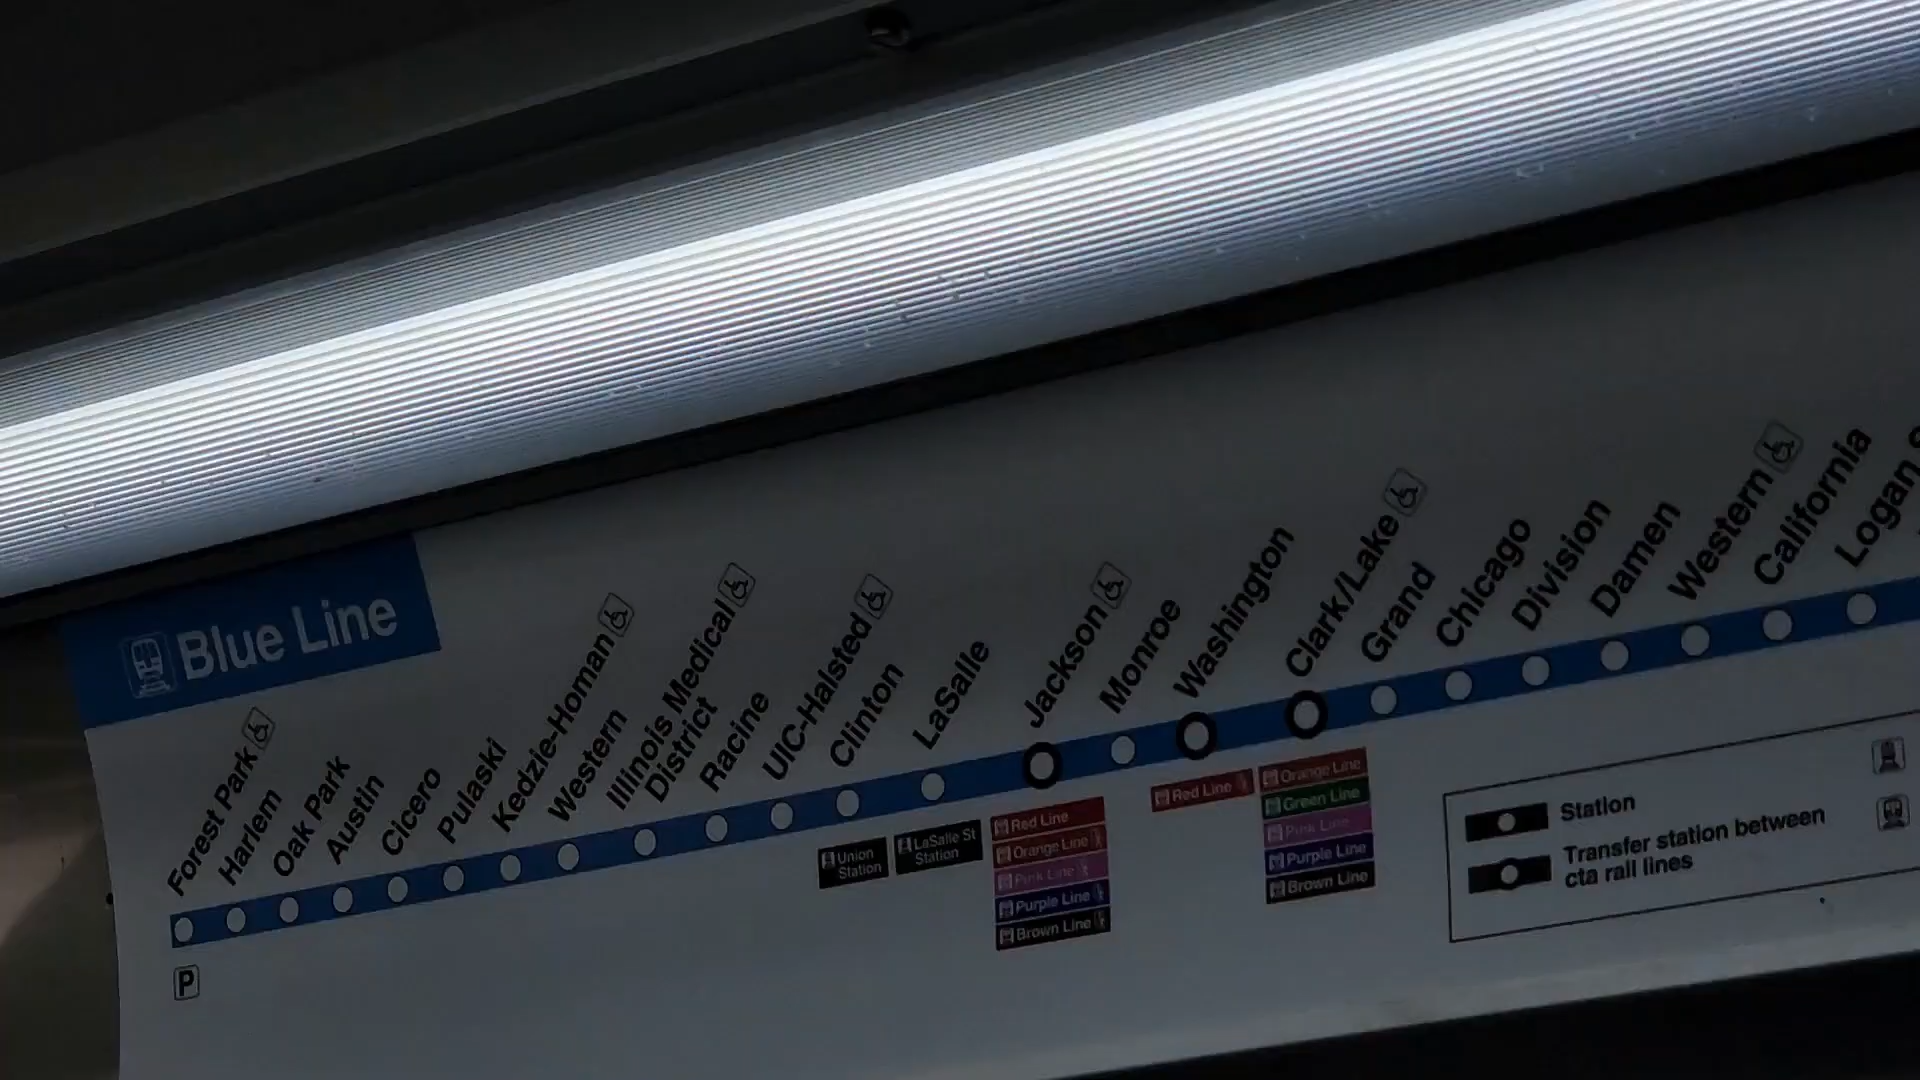 Blue Line
Forest Park
Harlem
Oak Park
Austin
Cicero
Pulaski
Kedzie-Homan
Western
Illinois Medical
District
Racine
UIC-Halsted
Clinton
LaSalle
Jackson
Monroe
Washington
Clark/Lake
Grand
Chicago
Division
Damen
Western
California
Logan
P
Union
Station
LaSalle St
Station
Red Line
Orange Line
Pink Line
Purple Line
Brown Line
Red Line
Orange Line
Green Line
Pink Line
Purple Line
Brown Line
Station
Transfer station between
cta rail lines